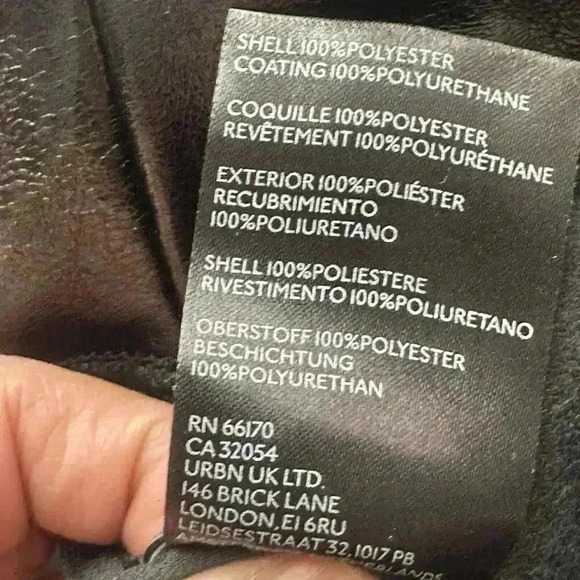 SHELL 100%POLYESTER
COATING 100%POLYURETHANE
COQUILLE 100%POLYESTER
REVÊTEMENT 100%POLYURÉTHANE
EXTERIOR 100%POLIÉSTER
RECUBRIMIENTO
100%POLIURETANO
SHELL 100%POLIESTERE
RIVESTIMENTO 100%POLIURETANO
OBERSTOFF 100%POLYESTER
BESCHICHTUNG
100%POLYURETHAN
RN 66170
CA 32054
URBN UK LTD.
146 BRICK LANE
LONDON, E1 6RU
LEIDSESTRAAT 32, 1017 PB